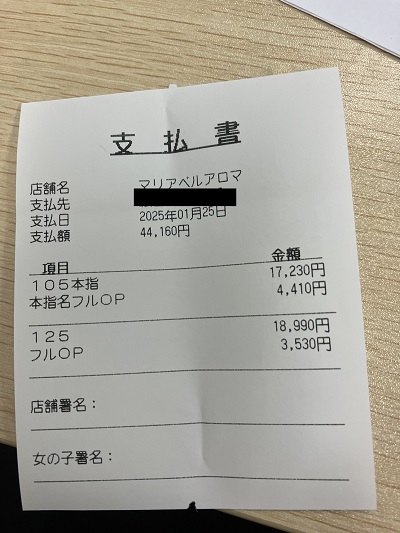 支払書
店舗名 マリアベルアロマ
支払先
支払日 2025年01月25日
支払額 44,160円
項目 金額
105本指 17,230円
本指名フルOP 4,410円
125 18,990円
フルOP 3,530円
店舗署名：
女の子署名：